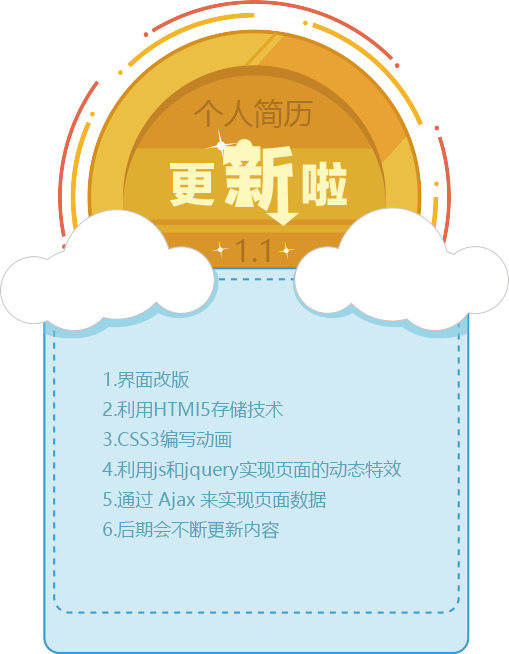 个人简历
更新啦
1.1
1.界面改版
2.利用HTMl5存储技术
3.CSS3编写动画
4.利用js和jquery实现页面的动态特效
5.通过 Ajax 来实现页面数据
6.后期会不断更新内容